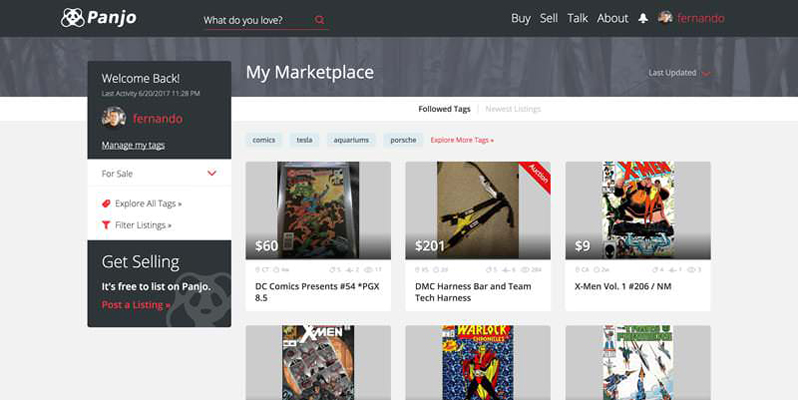 Panjo
What do you love?
Buy Sell Talk About fernando
Welcome Back!
Last Activity 6/20/2017 11:28 PM
fernando
Manage my tags
For Sale
Explore All Tags »
Filter Listings »
Get Selling
It's free to list on Panjo.
Post a Listing »
My Marketplace
Last Updated
Followed Tags | Newest Listings
comics tesla aquariums porsche Explore More Tags »
$60
CT 4w 5 2 17
DC Comics Presents #54 *PGX
8.5
Auction
$201
KS 2d 5 6 284
DMC Harness Bar and Team
Tech Harness
X-MEN
$9
CA 2w 4 1 5
X-Men Vol. 1 #206 / NM
X-MEN
WARLOCK
CHRONICLES